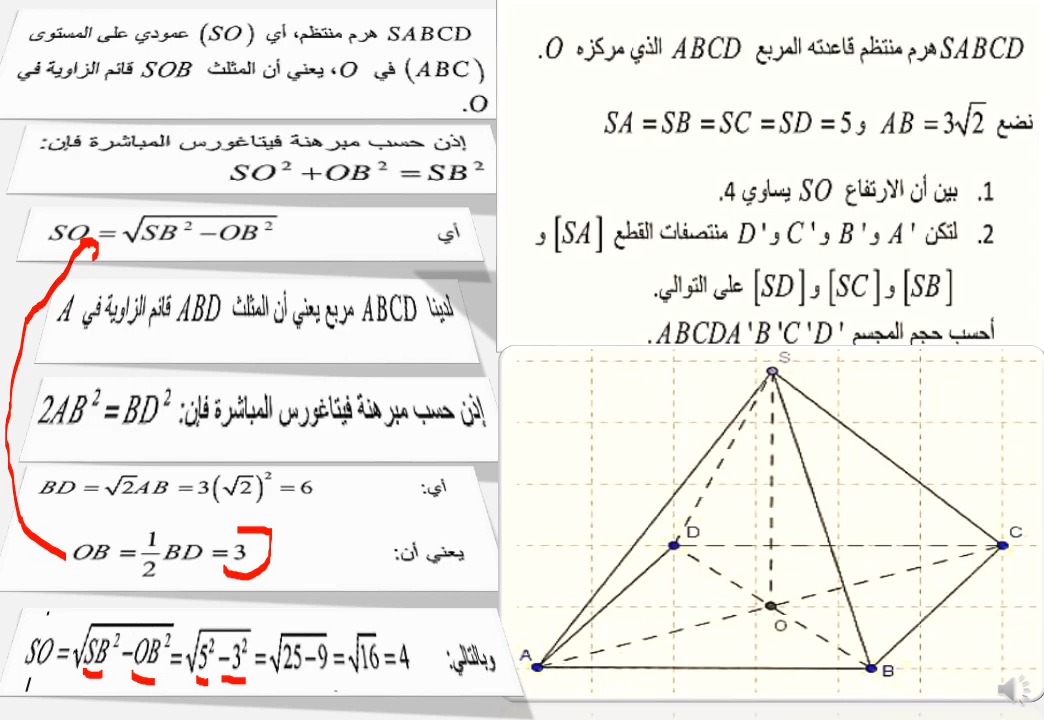 SABCD هرم منتظم قاعدته المربع ABCD الذي مركزه O.
نضع AB = 3√2 و SA = SB = SC = SD = 5
1. بين أن الارتفاع SO يساوي 4.
2. لتكن A' و B' و C' و D' منتصفات القطع [SA] و
[SB] و [SC] و [SD] على التوالي.
أحسب حجم المجسم ABCDA'B'C'D'.
SABCD هرم منتظم، أي (SO) عمودي على المستوى
(ABC) في O، يعني أن المثلث SOB قائم الزاوية في
O.
إذن حسب مبرهنة فيتاغورس المباشرة فإن:
SO² + OB² = SB²
أي SO = √(SB² − OB²)
لدينا ABCD مربع يعني أن المثلث ABD قائم الزاوية في A
إذن حسب مبرهنة فيتاغورس المباشرة فإن: 2AB² = BD²
أي: BD = √2AB = 3(√2)² = 6
يعني أن: OB = 1/2 BD = 3
وبالتالي: SO = √(SB² − OB²) = √(5² − 3²) = √(25 − 9) = √16 = 4
S
D
C
O
A
B